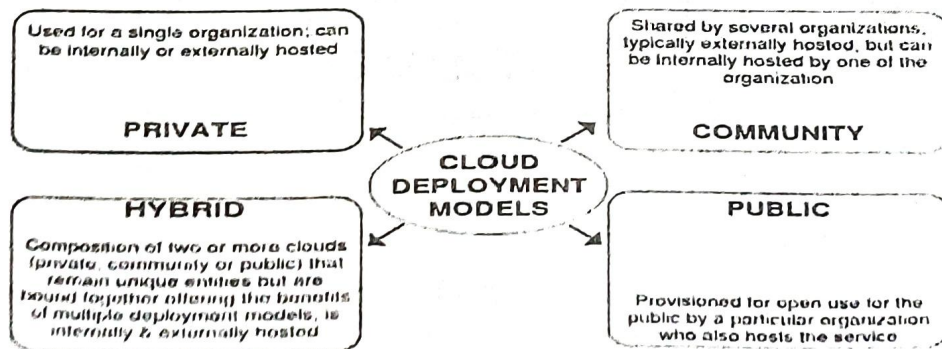 Used for a single organization; can
be internally or externally hosted
PRIVATE
Shared by several organizations,
typically externally hosted, but can
be internally hosted by one of the
organization
COMMUNITY
CLOUD
DEPLOYMENT
MODELS
HYBRID
Composition of two or more clouds
(private, community or public) that
remain unique entities but are
bound together offering the benefits
of multiple deployment models, is
internally & externally hosted
PUBLIC
Provisioned for open use for the
public by a particular organization
who also hosts the service